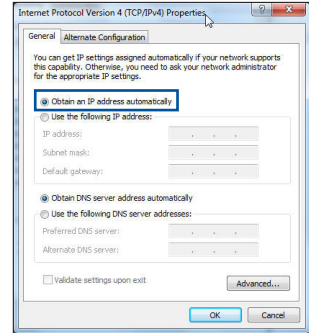 Internet Protocol Version 4 (TCP/IPv4) Properties
General
Alternate Configuration
You can get IP settings assigned automatically if your network supports
this capability. Otherwise, you need to ask your network administrator
for the appropriate IP settings.
Obtain an IP address automatically
Use the following IP address:
IP address:
Subnet mask:
Default gateway:
Obtain DNS server address automatically
Use the following DNS server addresses:
Preferred DNS server:
Alternate DNS server:
Validate settings upon exit
Advanced...
OK
Cancel